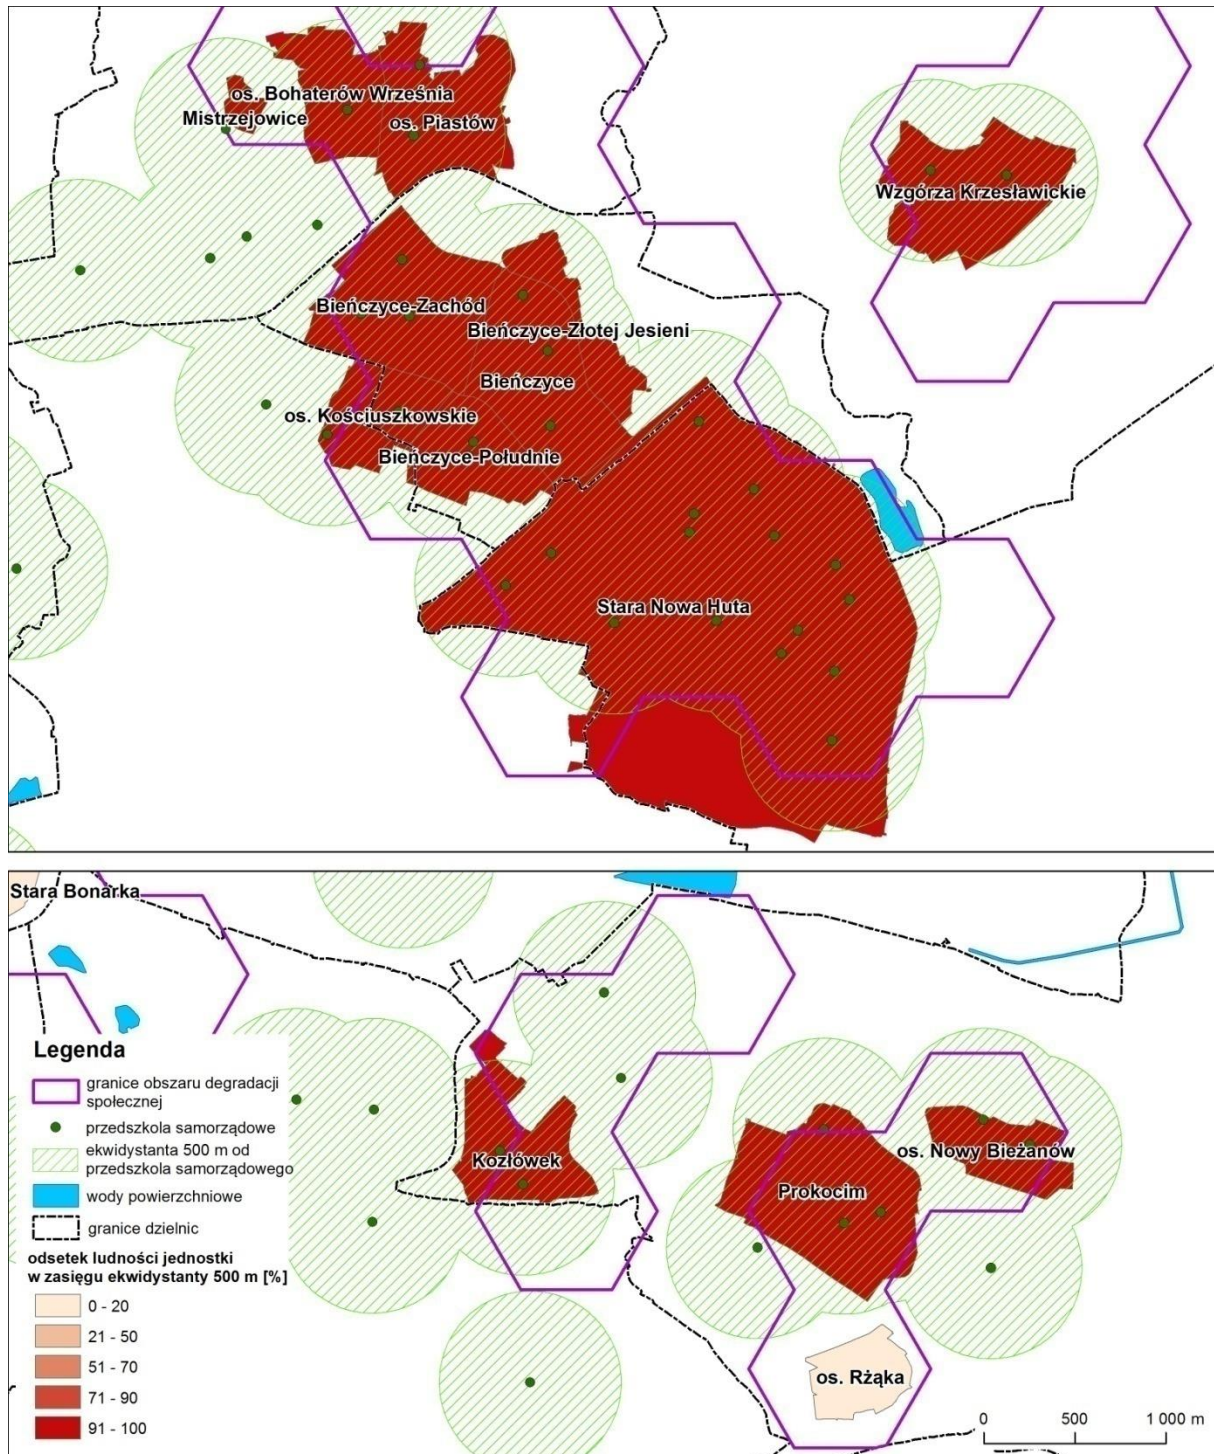 os. Bohaterów Września
Mistrzejowice
os. Piastów
Wzgórza Krzesławickie
Bieńczyce-Zachód
Bieńczyce-Złotej Jesieni
Bieńczyce
os. Kościuszkowskie
Bieńczyce-Południe
Stara Nowa Huta
Stara Bonarka
Kozłówek
os. Nowy Bieżanów
Prokocim
os. Rżąka
Legenda
granice obszaru degradacji
społecznej
przedszkola samorządowe
ekwidystanta 500 m od
przedszkola samorządowego
wody powierzchniowe
granice dzielnic
odsetek ludności jednostki
w zasięgu ekwidystanty 500 m [%]
0 - 20
21 - 50
51 - 70
71 - 90
91 - 100
0 500 1 000 m